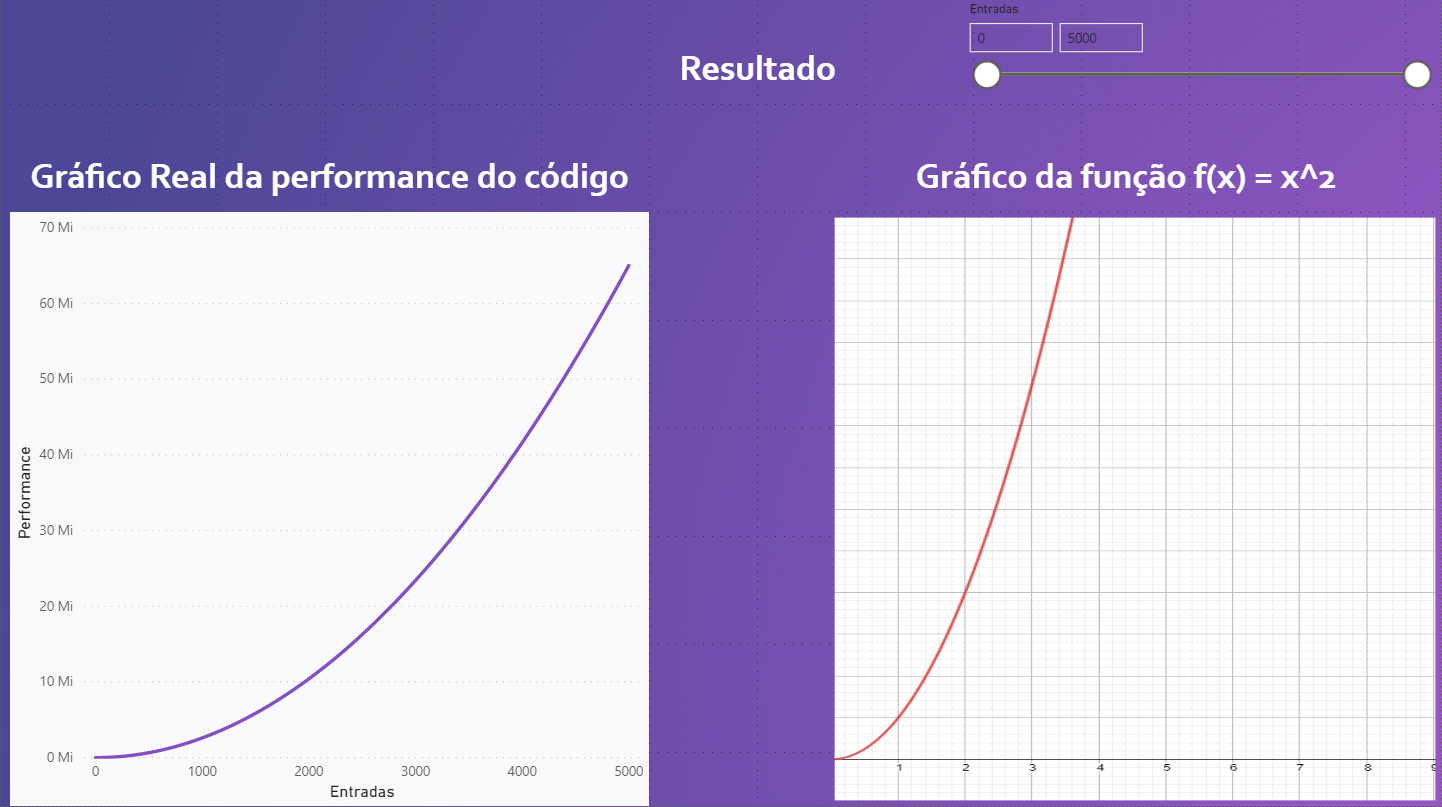 Entradas
0 5000
Resultado
Gráfico Real da performance do código
Gráfico da função f(x) = x^2
70 Mi
60 Mi
50 Mi
40 Mi
30 Mi
20 Mi
10 Mi
0 Mi
Performance
0 1000 2000 3000 4000 5000
Entradas
1 2 3 4 5 6 7 8 9